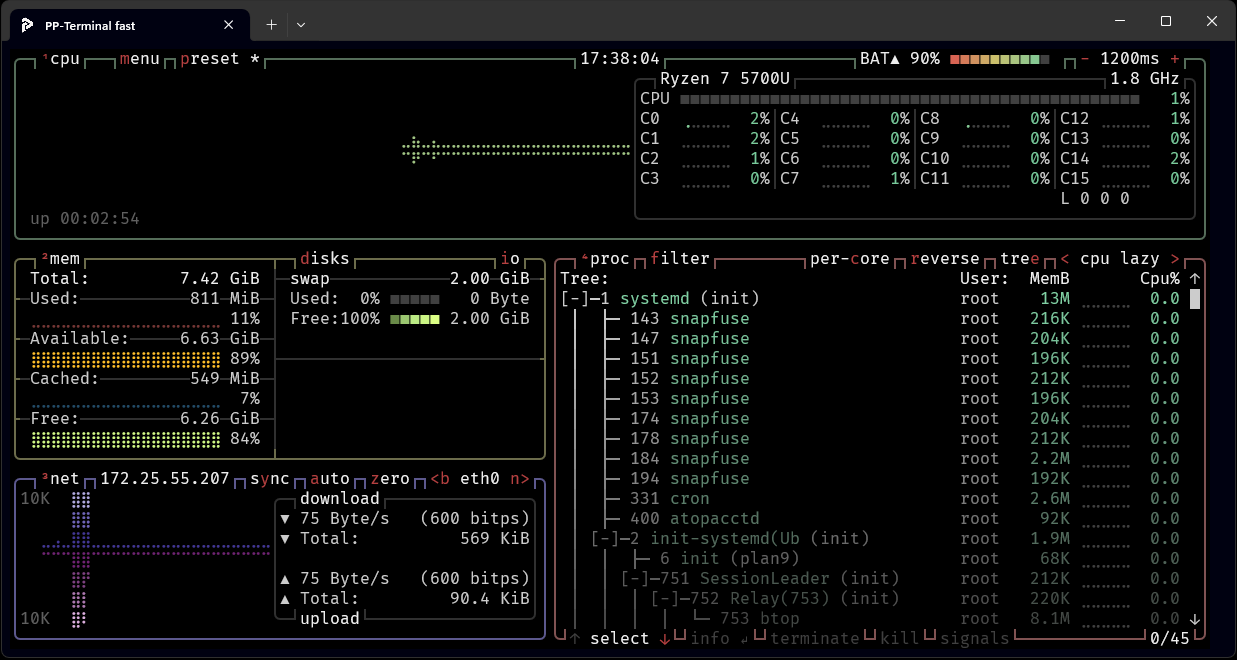 PP-Terminal fast
¹cpu menu preset * 17:38:04 BAT▲ 90% - 1200ms +
Ryzen 7 5700U 1.8 GHz
CPU 1%
C0 2% C4 0% C8 0% C12 1%
C1 2% C5 0% C9 0% C13 0%
C2 1% C6 0% C10 0% C14 2%
C3 0% C7 1% C11 0% C15 0%
L 0 0 0
up 00:02:54
²mem
Total: 7.42 GiB
Used: 811 MiB
11%
Available: 6.63 GiB
89%
Cached: 549 MiB
7%
Free: 6.26 GiB
84%
disks io
swap 2.00 GiB
Used: 0% 0 Byte
Free:100% 2.00 GiB
³net 172.25.55.207 sync auto zero <b eth0 n>
10K
10K
download
▼ 75 Byte/s (600 bitps)
▼ Total: 569 KiB
▲ 75 Byte/s (600 bitps)
▲ Total: 90.4 KiB
upload
⁴proc filter per-core reverse tree < cpu lazy >
Tree: User: MemB Cpu% ↑
[-]─1 systemd (init) root 13M 0.0
143 snapfuse root 216K 0.0
147 snapfuse root 204K 0.0
151 snapfuse root 196K 0.0
152 snapfuse root 212K 0.0
153 snapfuse root 196K 0.0
174 snapfuse root 204K 0.0
178 snapfuse root 212K 0.0
184 snapfuse root 2.2M 0.0
194 snapfuse root 192K 0.0
331 cron root 2.6M 0.0
400 atopacctd root 92K 0.0
[-]─2 init-systemd(Ub (init) root 1.9M 0.0
6 init (plan9) root 68K 0.0
[-]─751 SessionLeader (init) root 212K 0.0
[-]─752 Relay(753) (init) root 220K 0.0
753 btop root 8.1M 0.0 ↓
↑ select ↓ info ↲ terminate kill signals 0/45